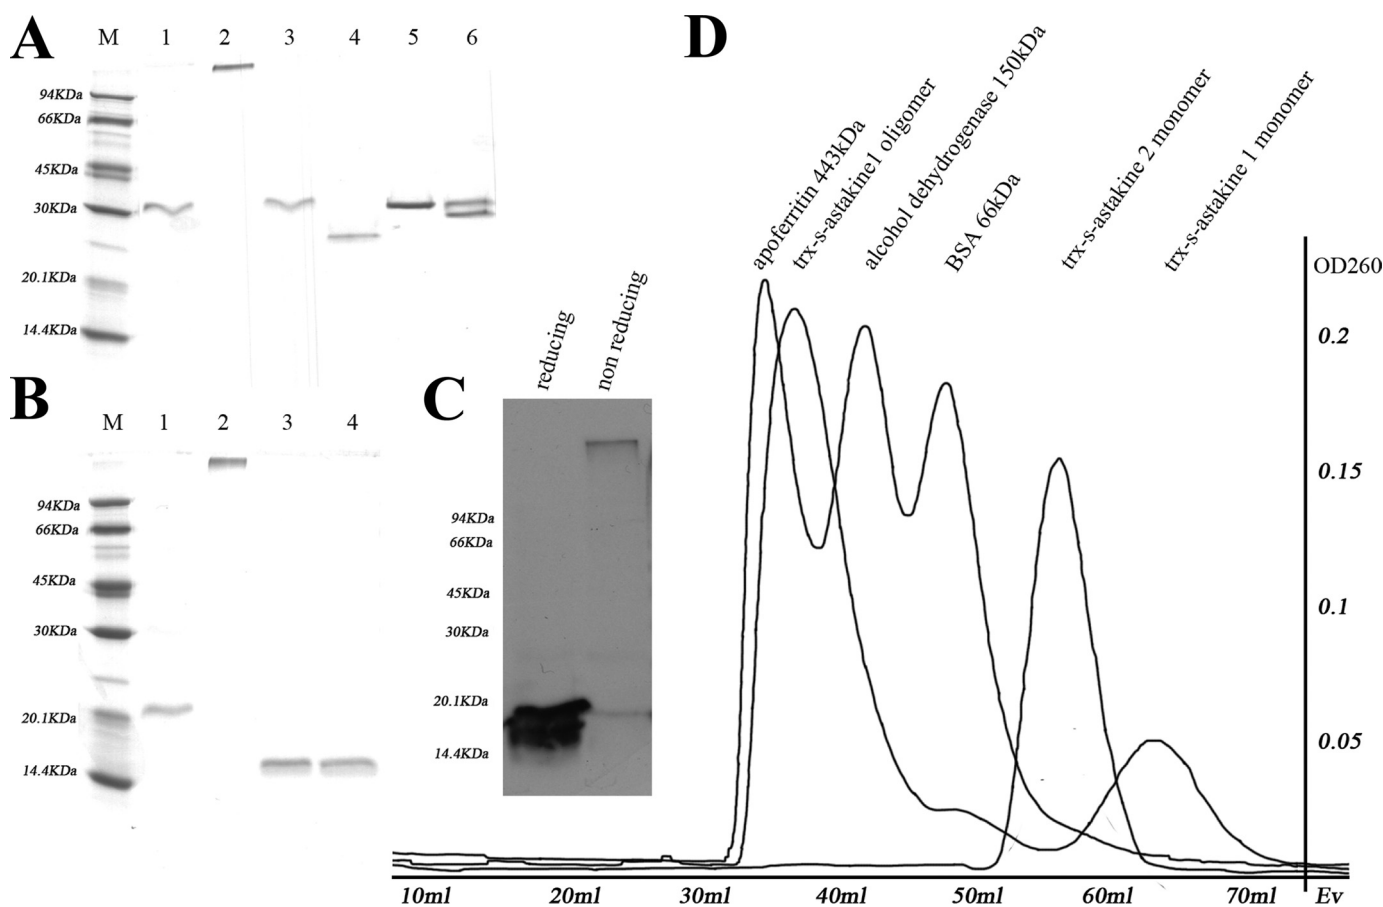 A
M 1 2 3 4 5 6
94KDa
66KDa
45KDa
30KDa
20.1KDa
14.4KDa
B
M 1 2 3 4
94KDa
66KDa
45KDa
30KDa
20.1KDa
14.4KDa
C
reducing
non reducing
94KDa
66KDa
45KDa
30KDa
20.1KDa
14.4KDa
D
apoferritin 443kDa
trx-s-astakine1 oligomer
alcohol dehydrogenase 150kDa
BSA 66kDa
trx-s-astakine 2 monomer
trx-s-astakine 1 monomer
OD260
0.2
0.15
0.1
0.05
10ml 20ml 30ml 40ml 50ml 60ml 70ml Ev